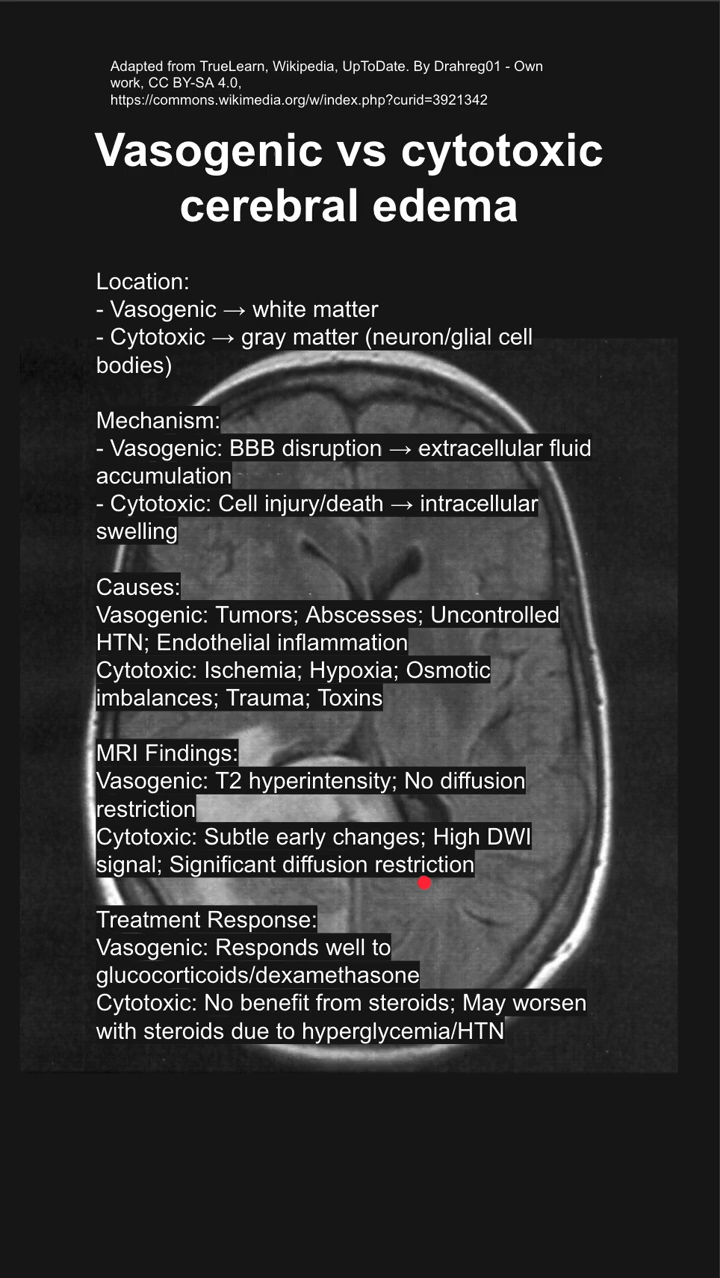 Adapted from TrueLearn, Wikipedia, UpToDate. By Drahreg01 - Own
work, CC BY-SA 4.0,
https://commons.wikimedia.org/w/index.php?curid=3921342
Vasogenic vs cytotoxic
cerebral edema
Location:
- Vasogenic → white matter
- Cytotoxic → gray matter (neuron/glial cell
bodies)
Mechanism:
- Vasogenic: BBB disruption → extracellular fluid
accumulation
- Cytotoxic: Cell injury/death → intracellular
swelling
Causes:
Vasogenic: Tumors; Abscesses; Uncontrolled
HTN; Endothelial inflammation
Cytotoxic: Ischemia; Hypoxia; Osmotic
imbalances; Trauma; Toxins
MRI Findings:
Vasogenic: T2 hyperintensity; No diffusion
restriction
Cytotoxic: Subtle early changes; High DWI
signal; Significant diffusion restriction
Treatment Response:
Vasogenic: Responds well to
glucocorticoids/dexamethasone
Cytotoxic: No benefit from steroids; May worsen
with steroids due to hyperglycemia/HTN